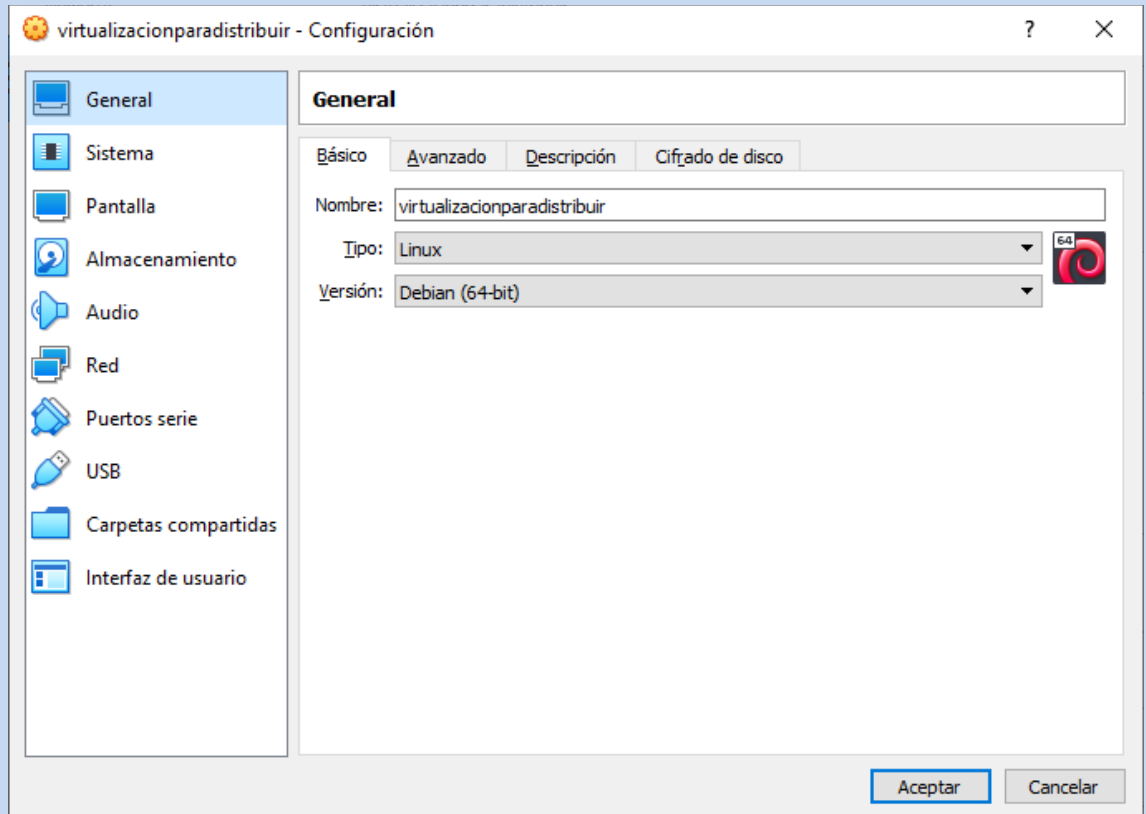 virtualizacionparadistribuir - Configuración
?
General
Sistema
Pantalla
Almacenamiento
Audio
Red
Puertos serie
USB
Carpetas compartidas
Interfaz de usuario
General
Básico Avanzado Descripción Cifrado de disco
Nombre: virtualizacionparadistribuir
Tipo: Linux
64
Versión: Debian (64-bit)
Aceptar Cancelar